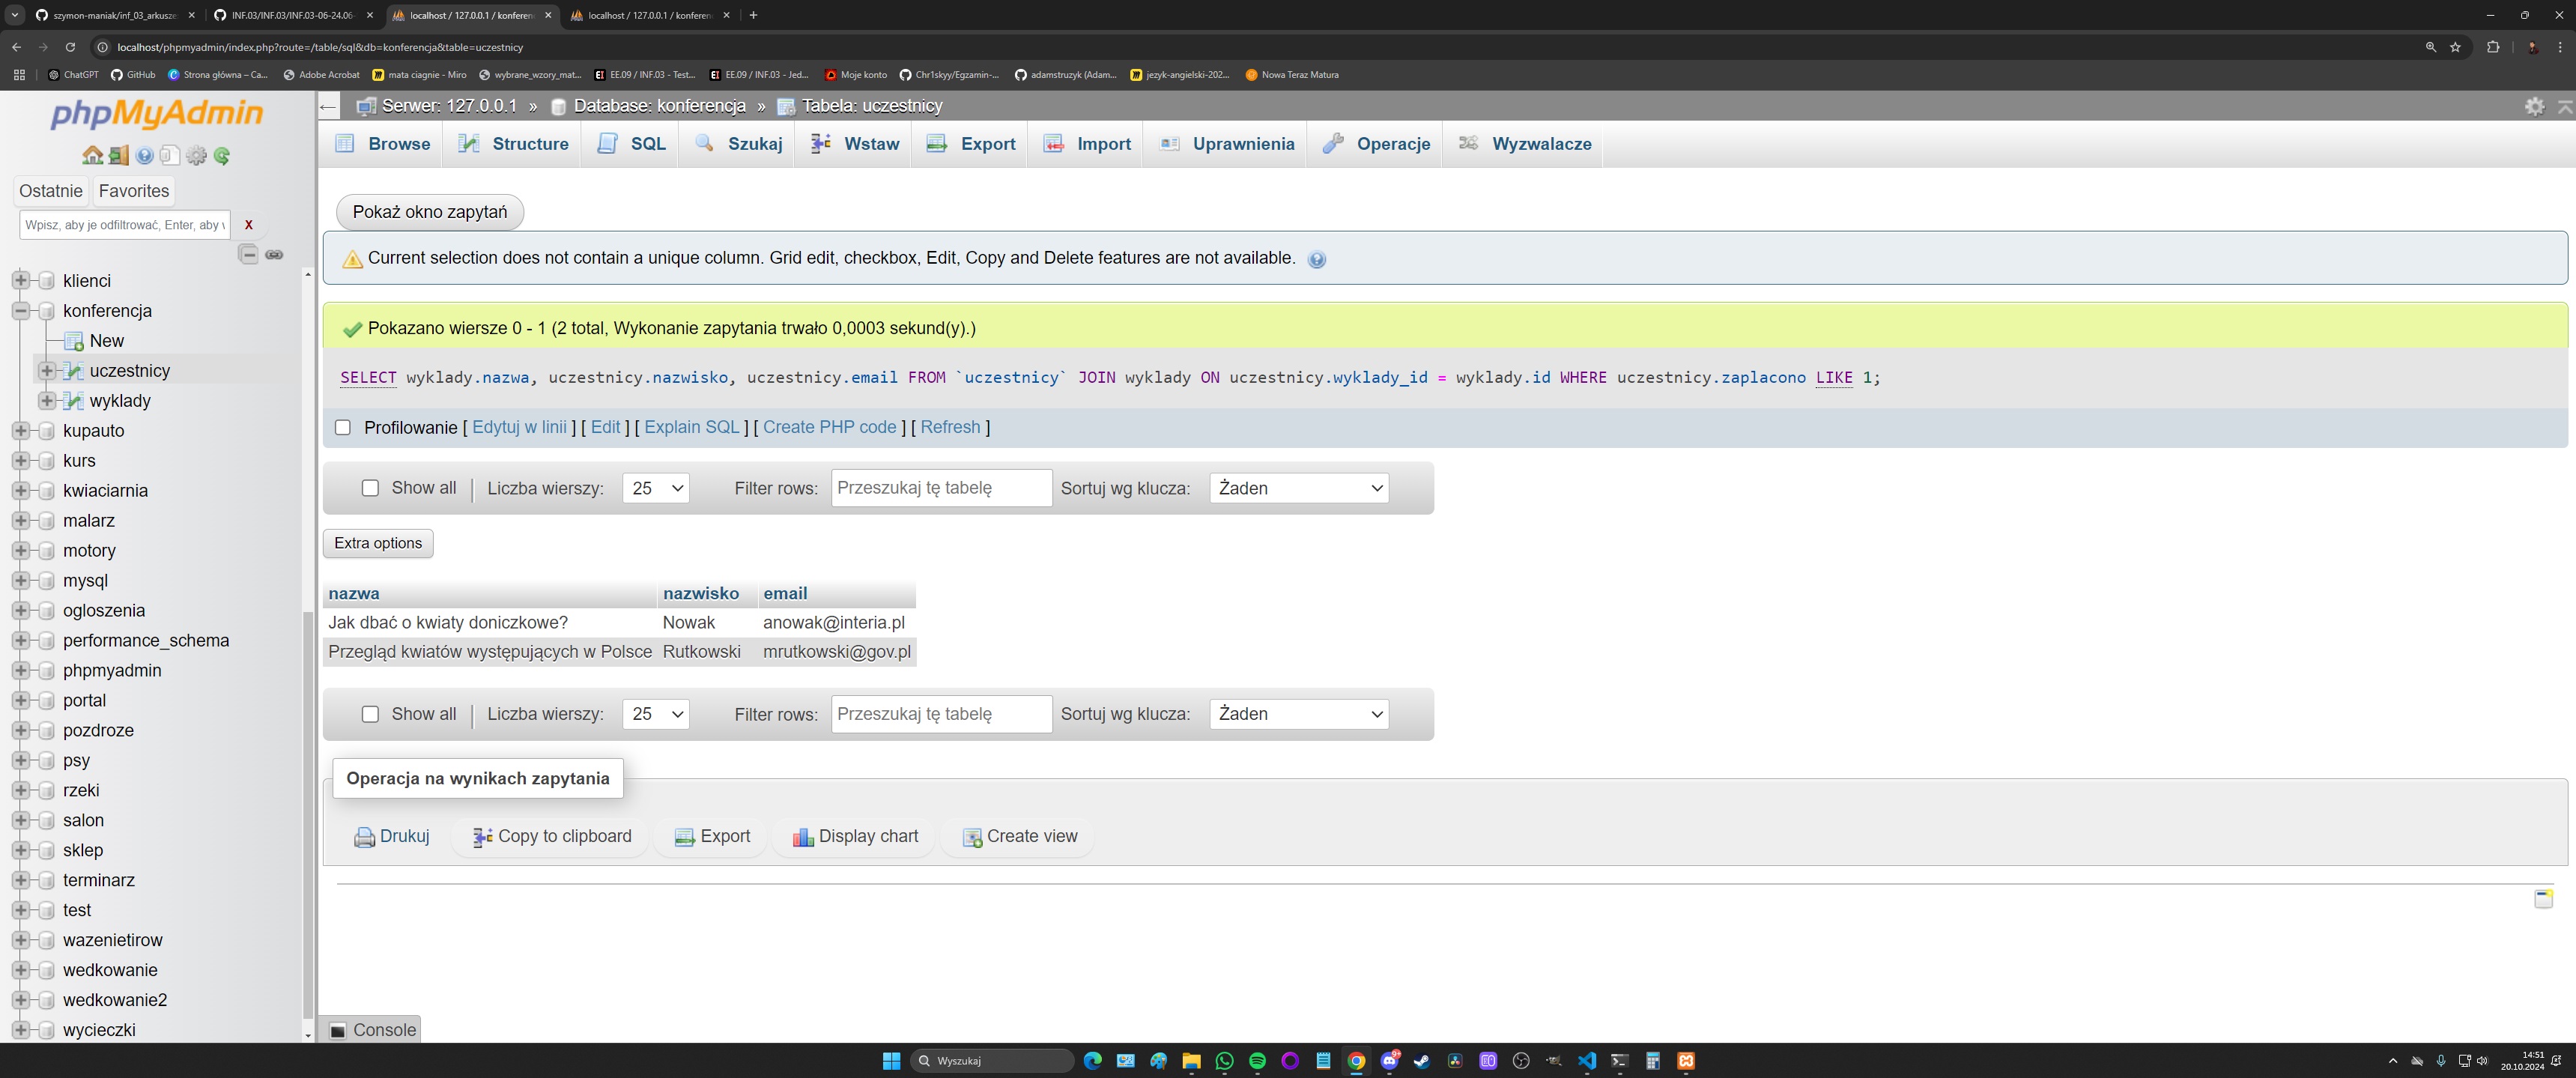 szymon-maniak/inf_03_arkusze
INF.03/INF.03/INF.03-06-24.06
localhost / 127.0.0.1 / konferen
localhost / 127.0.0.1 / konferen
localhost/phpmyadmin/index.php?route=/table/sql&db=konferencja&table=uczestnicy
ChatGPT
GitHub
Strona główna – Ca...
Adobe Acrobat
mata ciagnie - Miro
wybrane_wzory_mat...
EE.09 / INF.03 - Test...
EE.09 / INF.03 - Jed...
Moje konto
Chr1skyy/Egzamin-...
adamstruzyk (Adam...
jezyk-angielski-202...
Nowa Teraz Matura
phpMyAdmin
Ostatnie
Favorites
Wpisz, aby je odfiltrować, Enter, aby w
X
klienci
konferencja
New
uczestnicy
wyklady
kupauto
kurs
kwiaciarnia
malarz
motory
mysql
ogloszenia
performance_schema
phpmyadmin
portal
pozdroze
psy
rzeki
salon
sklep
terminarz
test
wazenietirow
wedkowanie
wedkowanie2
wycieczki
Serwer: 127.0.0.1 » Database: konferencja » Tabela: uczestnicy
Browse
Structure
SQL
Szukaj
Wstaw
Export
Import
Uprawnienia
Operacje
Wyzwalacze
Pokaż okno zapytań
Current selection does not contain a unique column. Grid edit, checkbox, Edit, Copy and Delete features are not available.
Pokazano wiersze 0 - 1 (2 total, Wykonanie zapytania trwało 0,0003 sekund(y).)
SELECT wyklady.nazwa, uczestnicy.nazwisko, uczestnicy.email FROM `uczestnicy` JOIN wyklady ON uczestnicy.wyklady_id = wyklady.id WHERE uczestnicy.zaplacono LIKE 1;
Profilowanie [ Edytuj w linii ] [ Edit ] [ Explain SQL ] [ Create PHP code ] [ Refresh ]
Show all | Liczba wierszy: 25 Filter rows: Przeszukaj tę tabelę Sortuj wg klucza: Żaden
Extra options
nazwa nazwisko email
Jak dbać o kwiaty doniczkowe? Nowak anowak@interia.pl
Przegląd kwiatów występujących w Polsce Rutkowski mrutkowski@gov.pl
Show all | Liczba wierszy: 25 Filter rows: Przeszukaj tę tabelę Sortuj wg klucza: Żaden
Operacja na wynikach zapytania
Drukuj
Copy to clipboard
Export
Display chart
Create view
Console
Wyszukaj
14:51
20.10.2024